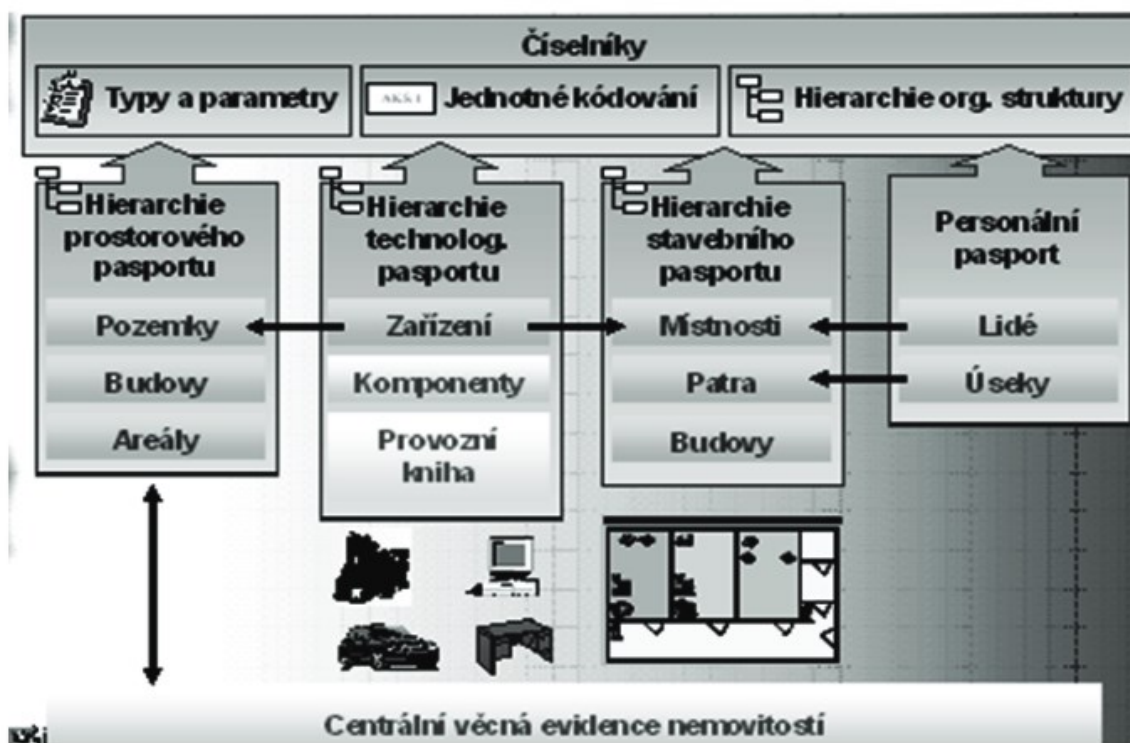 Číselníky
Typy a parametry
Jednotné kódování
Hierarchie org. struktury
Hierarchie
prostorového
pasportu
Pozemky
Budovy
Areály
Hierarchie
technolog.
pasportu
Zařízení
Komponenty
Provozní
kniha
Hierarchie
stavebního
pasportu
Místnosti
Patra
Budovy
Personální
pasport
Lidé
Úseky
Centrální věcná evidence nemovitostí